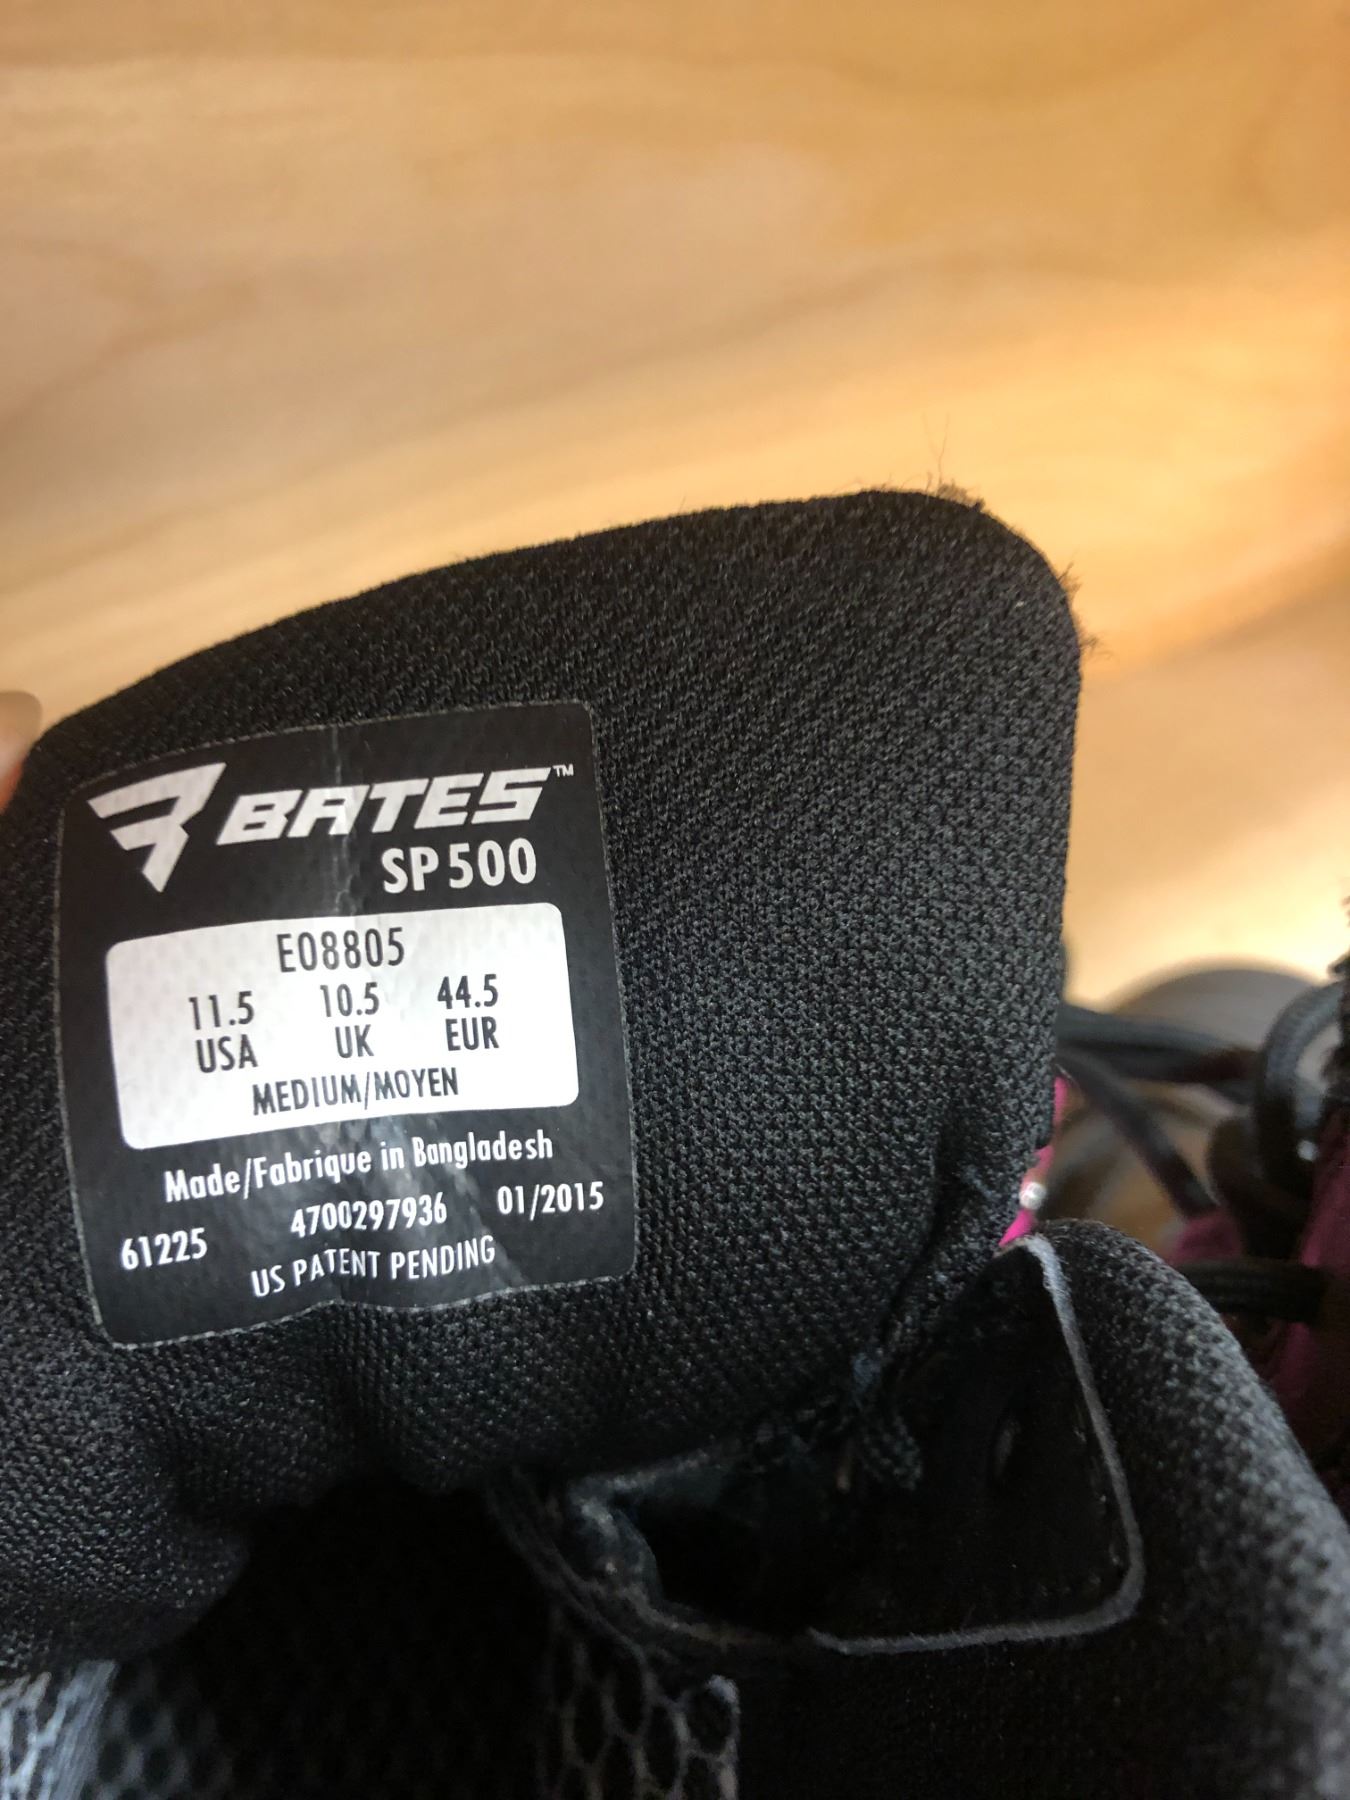 BATES™
SP500
E08805
11.5 10.5 44.5
USA UK EUR
MEDIUM/MOYEN
Made/Fabrique in Bangladesh
61225 4700297936 01/2015
US PATENT PENDING